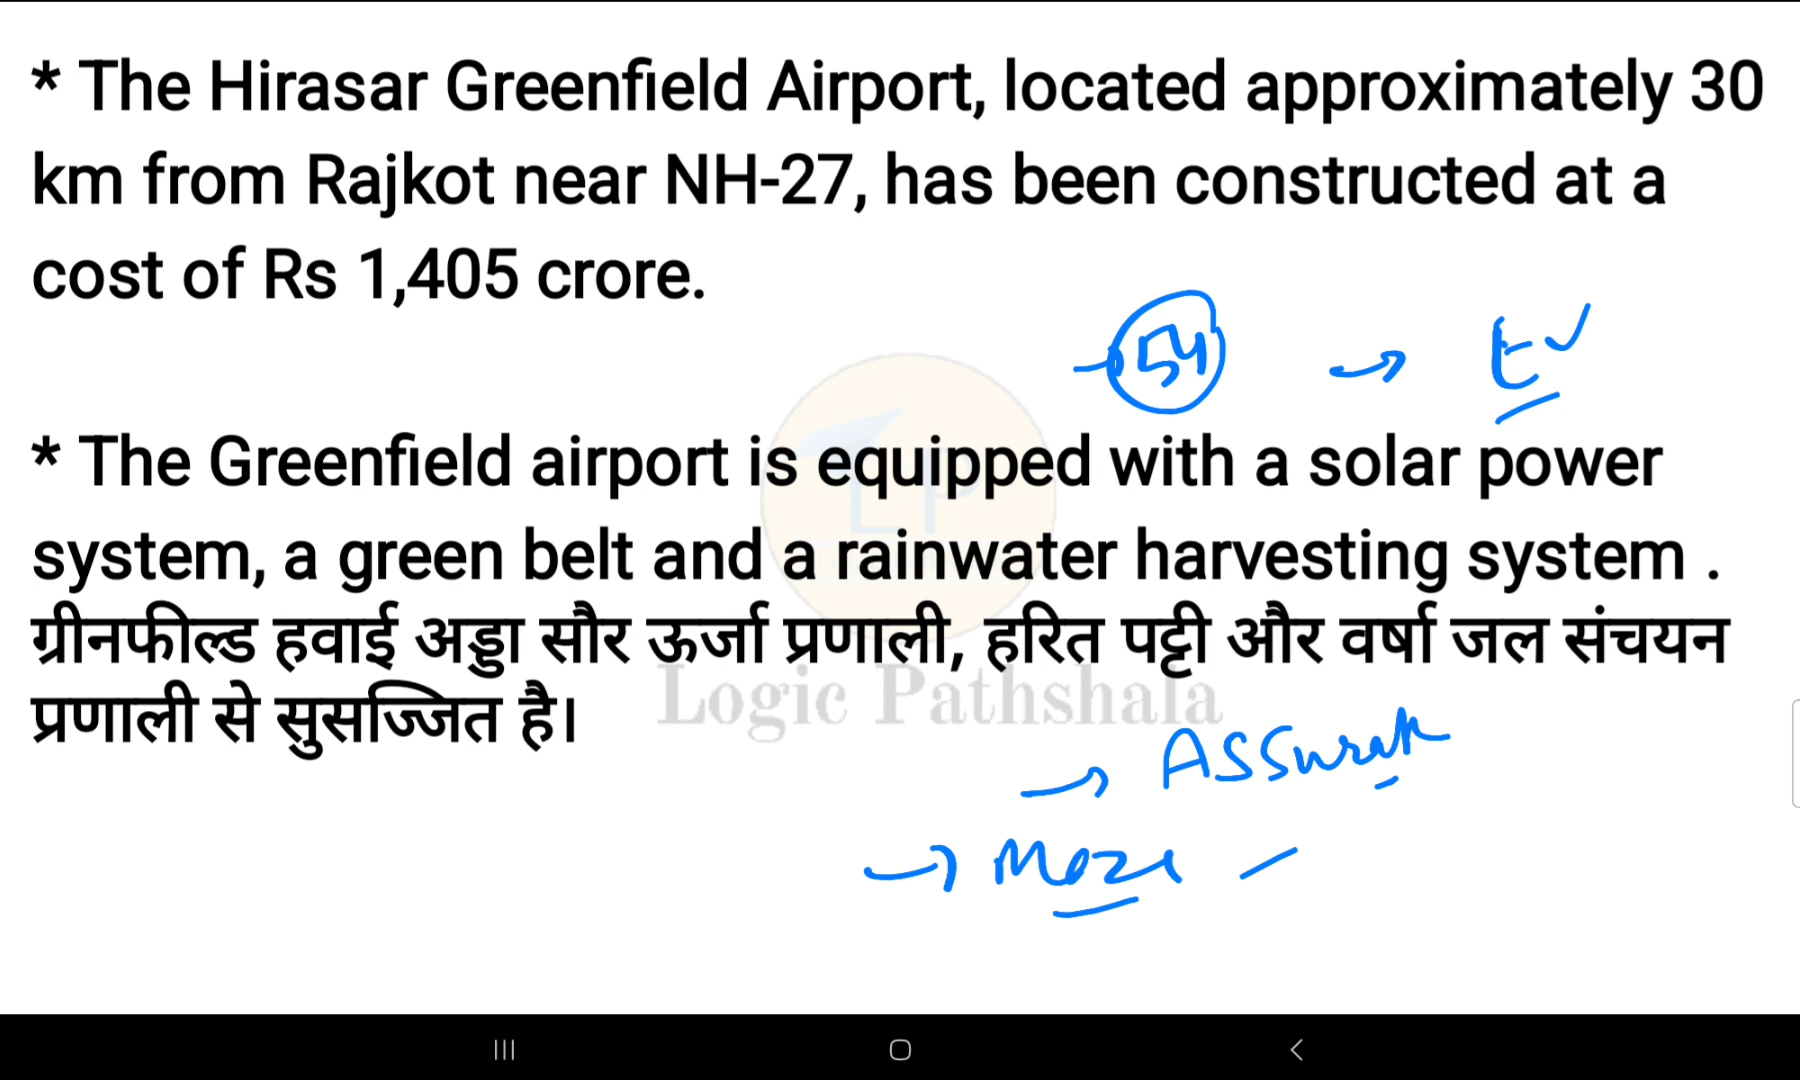 * The Hirasar Greenfield Airport, located approximately 30
km from Rajkot near NH-27, has been constructed at a
cost of Rs 1,405 crore.
54
* The Greenfield airport is equipped with a solar power
system, a green belt and a rainwater harvesting system .
ग्रीनफील्ड हवाई अड्डा सौर ऊर्जा प्रणाली, हरित पट्टी और वर्षा जल संचयन
प्रणाली से सुसज्जित है।
Logic Pathshala